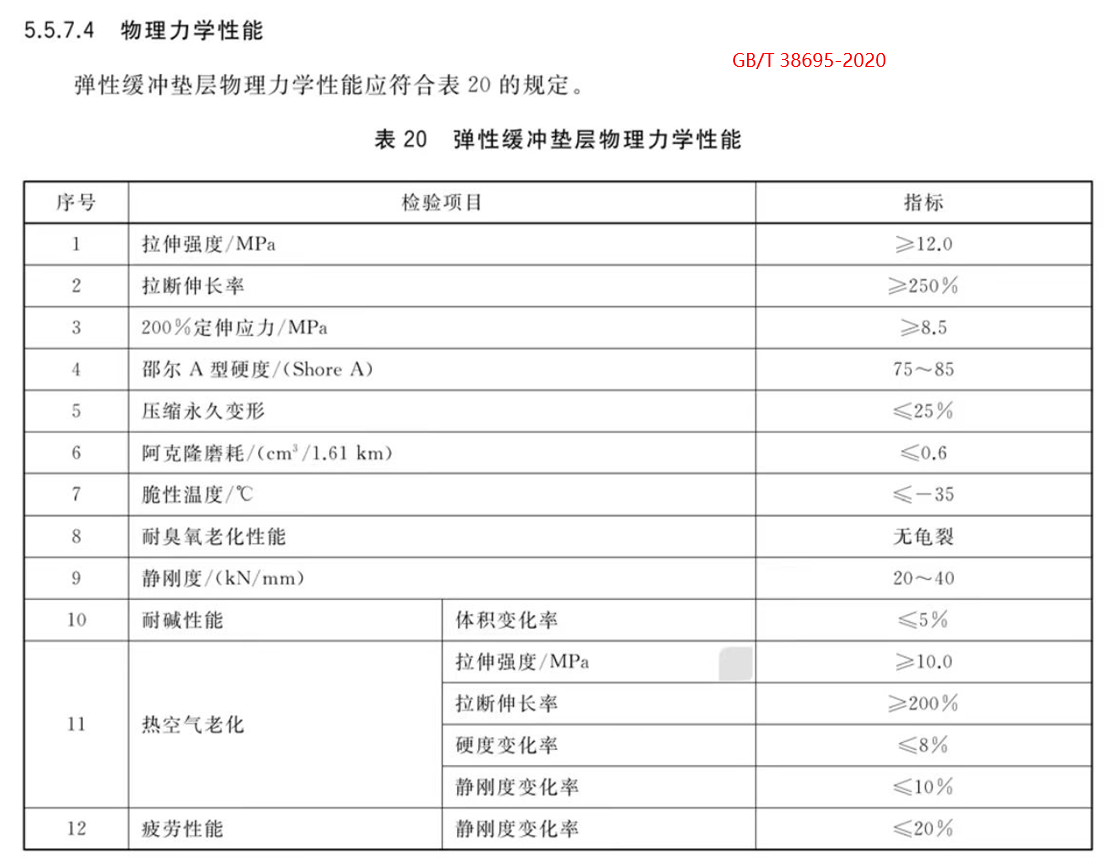 5.5.7.4 物理力学性能
GB/T 38695-2020
弹性缓冲垫层物理力学性能应符合表 20 的规定。
表 20 弹性缓冲垫层物理力学性能
序号 检验项目 指标
1 拉伸强度/MPa ≥12.0
2 拉断伸长率 ≥250%
3 200%定伸应力/MPa ≥8.5
4 邵尔 A 型硬度/(Shore A) 75～85
5 压缩永久变形 ≤25%
6 阿克隆磨耗/(cm³/1.61 km) ≤0.6
7 脆性温度/℃ ≤-35
8 耐臭氧老化性能 无龟裂
9 静刚度/(kN/mm) 20～40
10 耐碱性能 体积变化率 ≤5%
11 热空气老化 拉伸强度/MPa ≥10.0
拉断伸长率 ≥200%
硬度变化率 ≤8%
静刚度变化率 ≤10%
12 疲劳性能 静刚度变化率 ≤20%